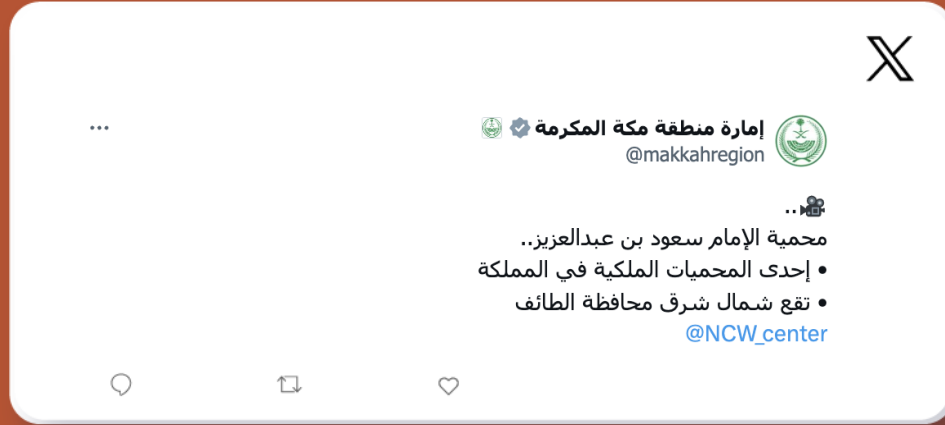 إمارة منطقة مكة المكرمة
@makkahregion
..
محمية الإمام سعود بن عبدالعزيز..
• إحدى المحميات الملكية في المملكة
• تقع شمال شرق محافظة الطائف
@NCW_center